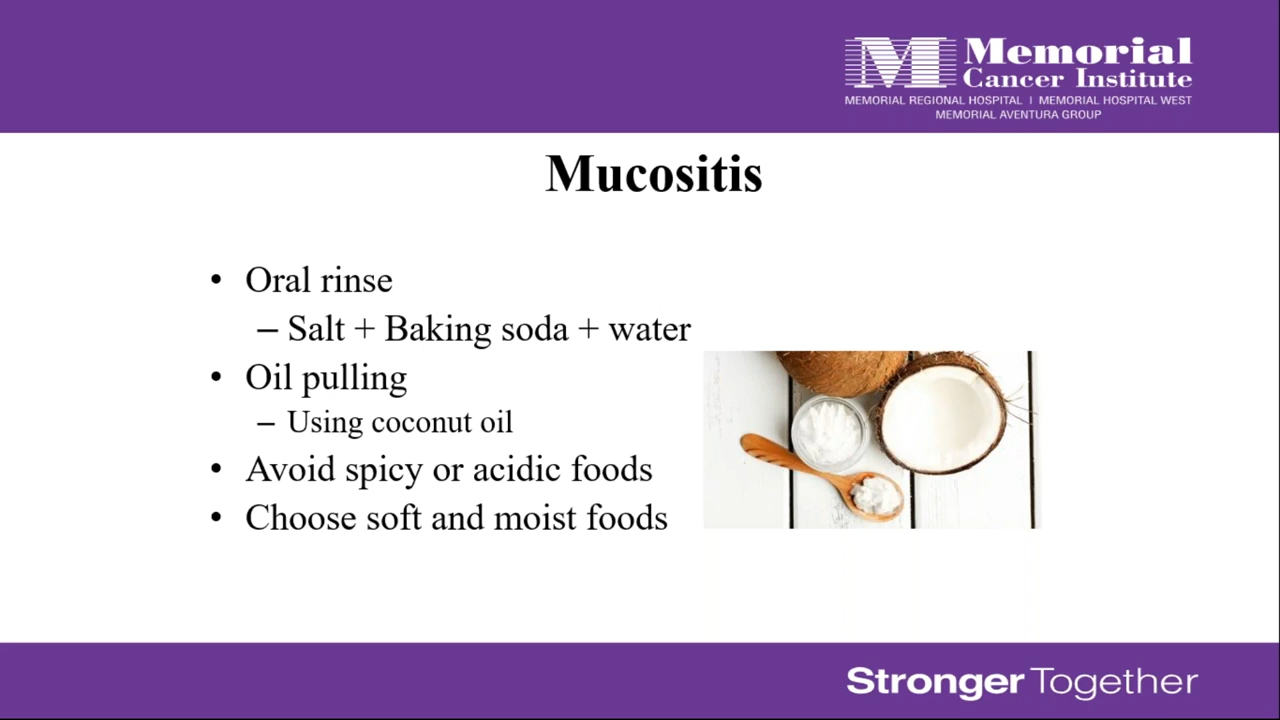 M Memorial
Cancer Institute
MEMORIAL REGIONAL HOSPITAL | MEMORIAL HOSPITAL WEST
MEMORIAL AVENTURA GROUP
Mucositis
• Oral rinse
– Salt + Baking soda + water
• Oil pulling
– Using coconut oil
• Avoid spicy or acidic foods
• Choose soft and moist foods
Stronger Together